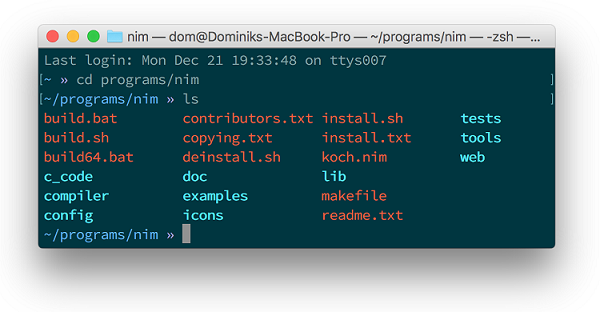 nim — dom@Dominiks-MacBook-Pro — ~/programs/nim — -zsh —...
Last login: Mon Dec 21 19:33:48 on ttys007
[~ » cd programs/nim ]
[~/programs/nim » ls ]
build.bat contributors.txt install.sh tests
build.sh copying.txt install.txt tools
build64.bat deinstall.sh koch.nim web
c_code doc lib
compiler examples makefile
config icons readme.txt
~/programs/nim »